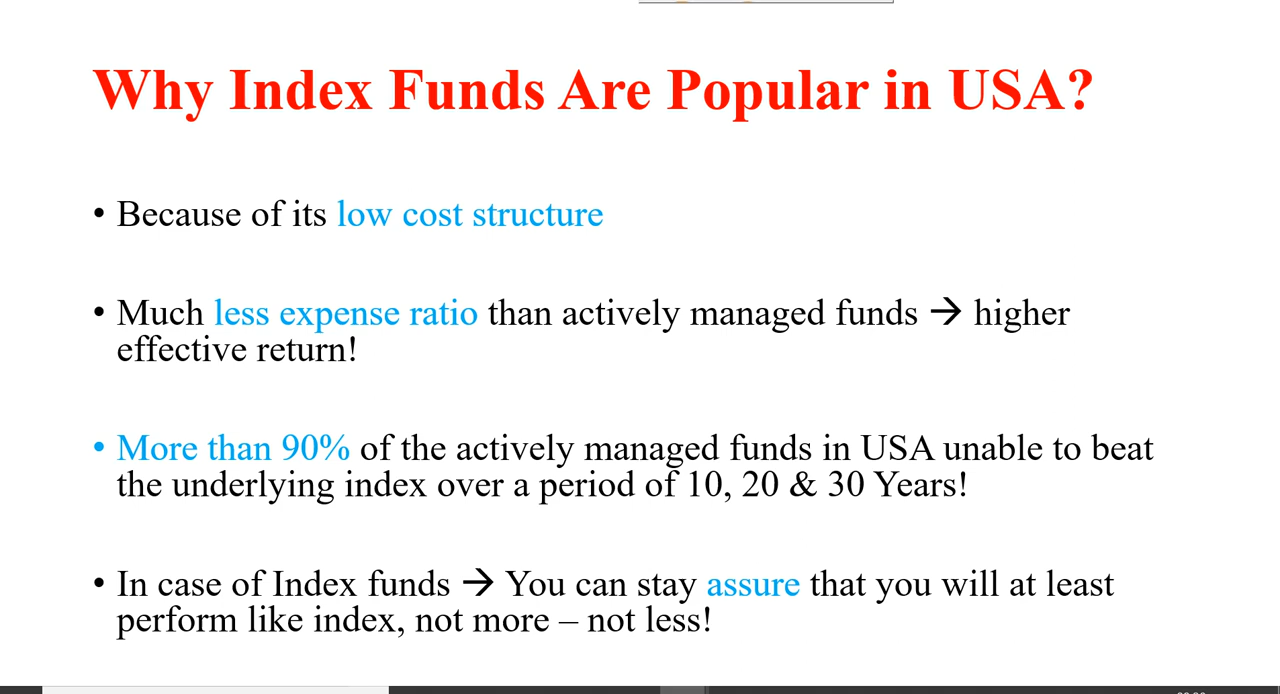 Why Index Funds Are Popular in USA?
• Because of its low cost structure
• Much less expense ratio than actively managed funds → higher
effective return!
• More than 90% of the actively managed funds in USA unable to beat
the underlying index over a period of 10, 20 & 30 Years!
• In case of Index funds → You can stay assure that you will at least
perform like index, not more – not less!